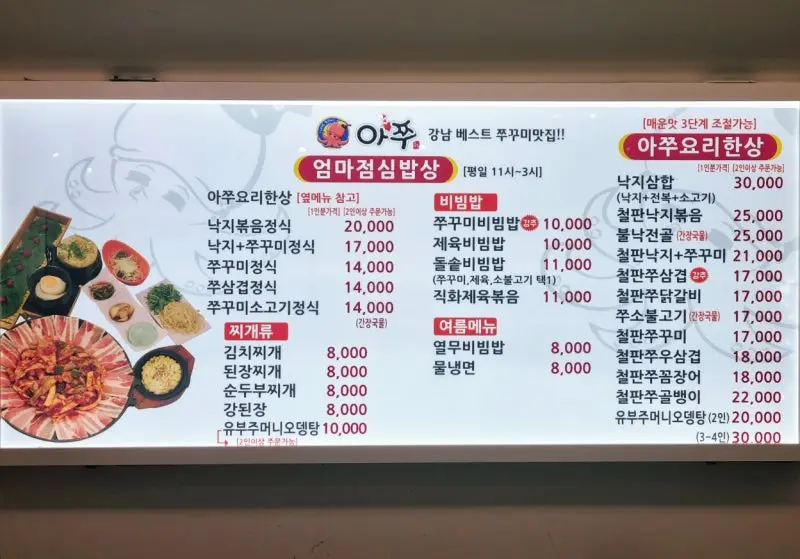 아쭈 강남 베스트 쭈꾸미맛집!!
엄마점심밥상 [평일 11시~3시]
아쭈요리한상 [옆메뉴 참고]
[1인분가격] [2인이상 주문가능]
낙지볶음정식 20,000
낙지+쭈꾸미정식 17,000
쭈꾸미정식 14,000
쭈삼겹정식 14,000
쭈꾸미소고기정식 14,000
(간장국물)
찌개류
김치찌개 8,000
된장찌개 8,000
순두부찌개 8,000
강된장 8,000
유부주머니오뎅탕 10,000
[2인이상 주문가능]
비빔밥
쭈꾸미비빔밥 강추 10,000
제육비빔밥 10,000
돌솥비빔밥 11,000
(쭈꾸미,제육,소불고기 택1)
직화제육볶음 11,000
여름메뉴
열무비빔밥 8,000
물냉면 8,000
[매운맛 3단계 조절가능]
아쭈요리한상
[1인분가격] [2인이상 주문가능]
낙지삼합 30,000
(낙지+전복+소고기)
철판낙지볶음 25,000
불낙전골 (간장국물) 25,000
철판낙지+쭈꾸미 21,000
철판쭈삼겹 강추 17,000
철판쭈닭갈비 17,000
쭈소불고기 (간장국물) 17,000
철판쭈꾸미 17,000
철판쭈우삼겹 18,000
철판쭈꼼장어 18,000
철판쭈골뱅이 22,000
유부주머니오뎅탕 (2인) 20,000
(3-4인) 30,000